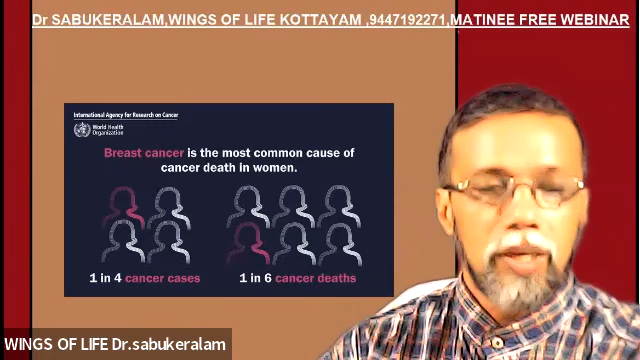 Dr SABUKERALAM,WINGS OF LIFE KOTTAYAM ,9447192271,MATINEE FREE WEBINAR
International Agency for Research on Cancer
World Health
Organization
Breast cancer is the most common cause of
cancer death in women.
1 in 4 cancer cases
1 in 6 cancer deaths
WINGS OF LIFE Dr.sabukeralam